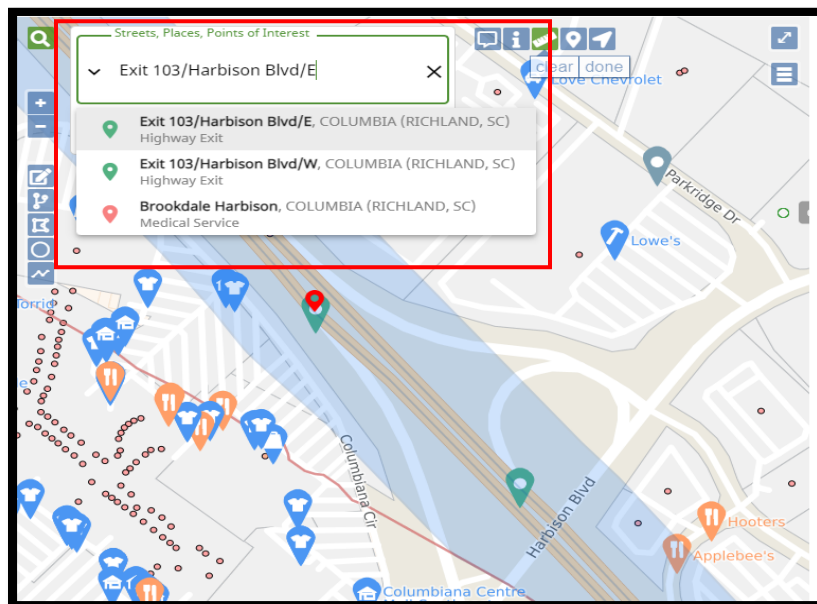 Streets, Places, Points of Interest
Exit 103/Harbison Blvd/E
clear done
Love Chevrolet
Exit 103/Harbison Blvd/E, COLUMBIA (RICHLAND, SC)
Highway Exit
Exit 103/Harbison Blvd/W, COLUMBIA (RICHLAND, SC)
Highway Exit
Brookdale Harbison, COLUMBIA (RICHLAND, SC)
Medical Service
Parkridge Dr
Lowe's
1
Torrid
Columbiana Cir
Harbison Blvd
Hooters
Applebee's
1
Columbiana Centre